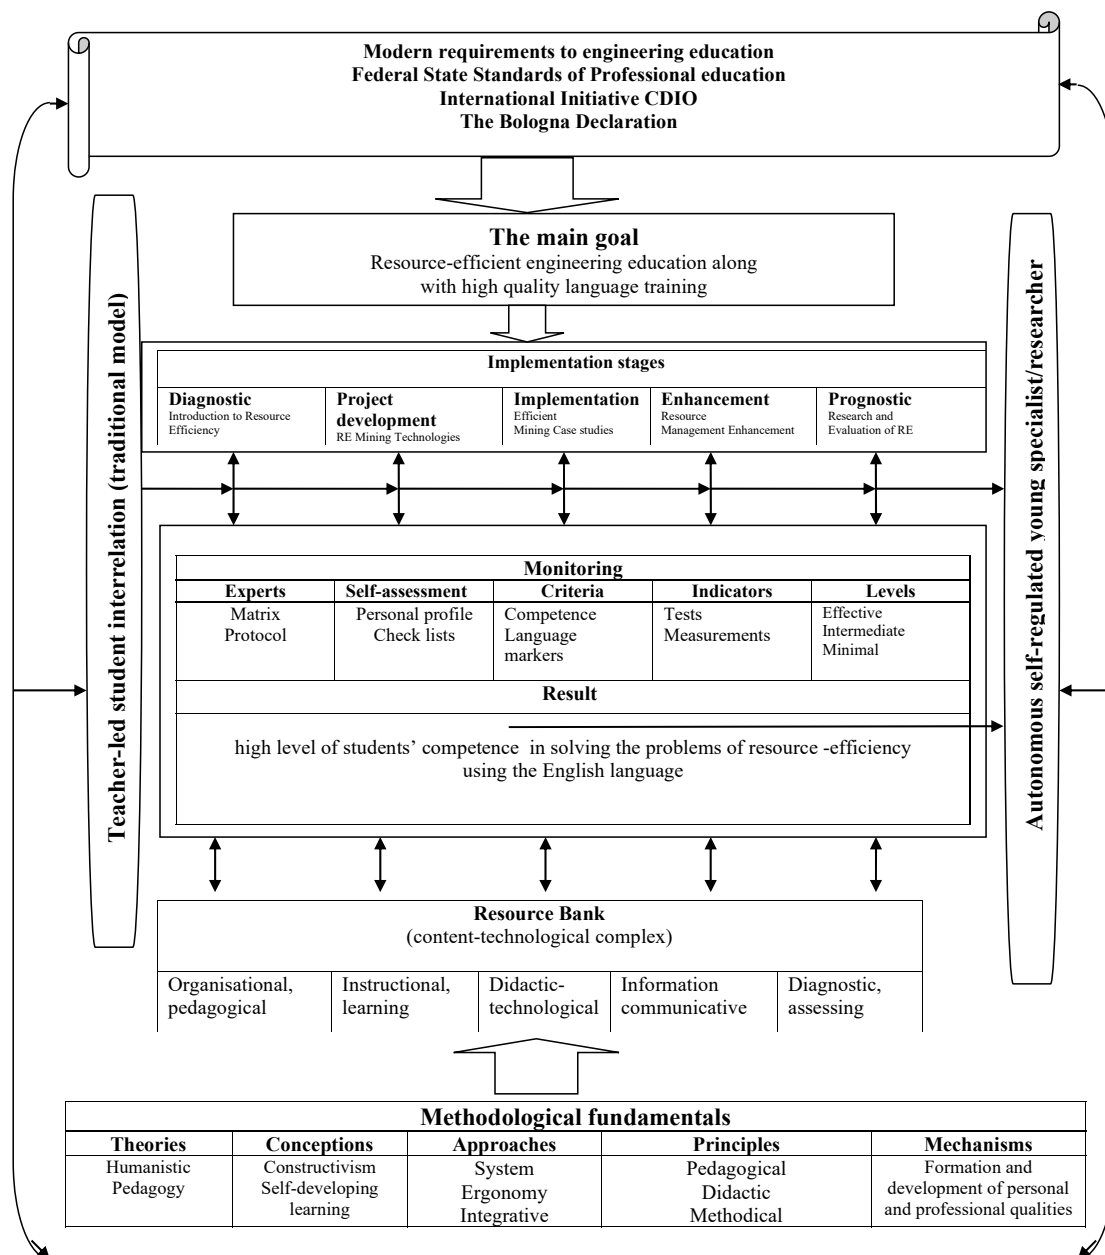 Modern requirements to engineering education
Federal State Standards of Professional education
International Initiative CDIO
The Bologna Declaration
The main goal
Resource-efficient engineering education along
with high quality language training
Teacher-led student interrelation (traditional model)
Autonomous self-regulated young specialist/researcher
Implementation stages
Diagnostic
Introduction to Resource
Efficiency
Project
development
RE Mining Technologies
Implementation
Efficient
Mining Case studies
Enhancement
Resource
Management Enhancement
Prognostic
Research and
Evaluation of RE
Monitoring
Experts
Matrix
Protocol
Self-assessment
Personal profile
Check lists
Criteria
Competence
Language
markers
Indicators
Tests
Measurements
Levels
Effective
Intermediate
Minimal
Result
high level of students’ competence in solving the problems of resource -efficiency
using the English language
Resource Bank
(content-technological complex)
Organisational,
pedagogical
Instructional,
learning
Didactic-
technological
Information
communicative
Diagnostic,
assessing
Methodological fundamentals
Theories
Humanistic
Pedagogy
Conceptions
Constructivism
Self-developing
learning
Approaches
System
Ergonomy
Integrative
Principles
Pedagogical
Didactic
Methodical
Mechanisms
Formation and
development of personal
and professional qualities